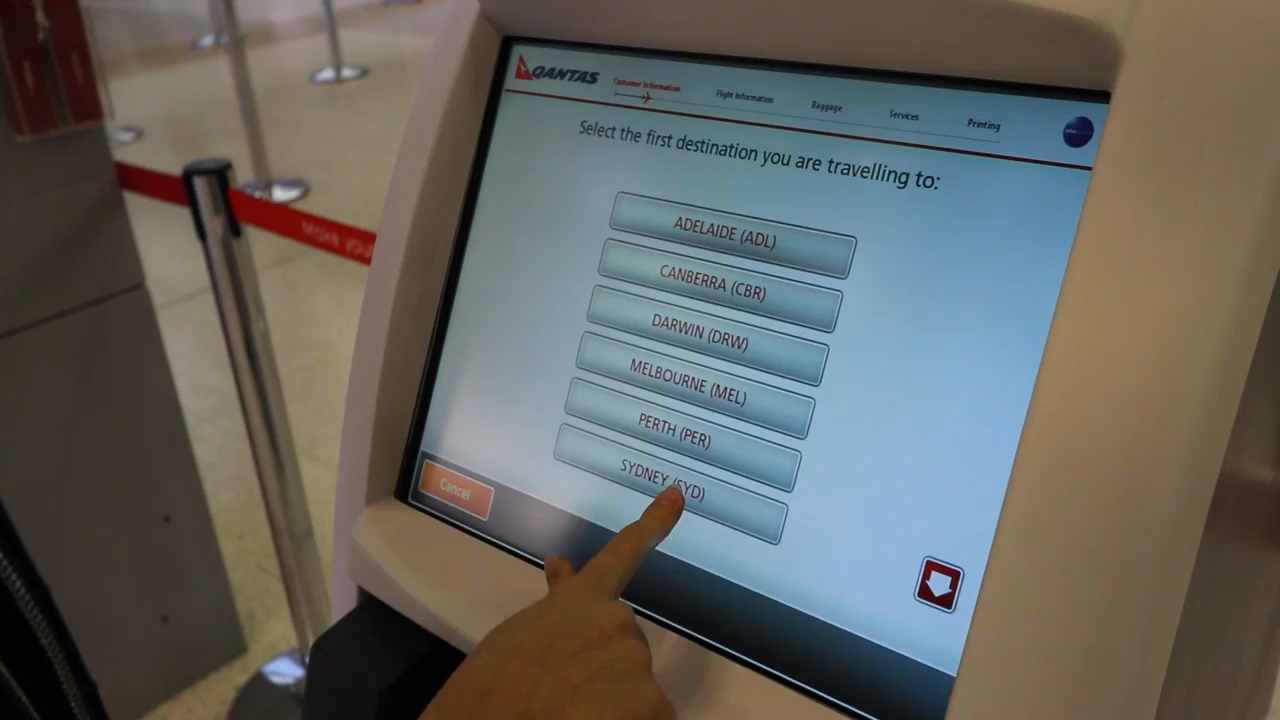 QANTAS
Customer Information
Flight Information
Baggage
Services
Printing
Select the first destination you are travelling to:
ADELAIDE (ADL)
CANBERRA (CBR)
DARWIN (DRW)
MELBOURNE (MEL)
PERTH (PER)
SYDNEY (SYD)
Cancel